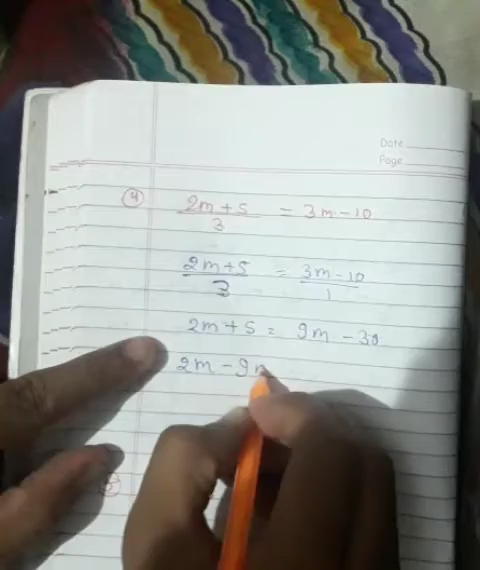 Date
Page
4 2m + 5 / 3 = 3m - 10
2m + 5 / 3 = 3m - 10 / 1
2m + 5 = 9m - 30
2m - 9m